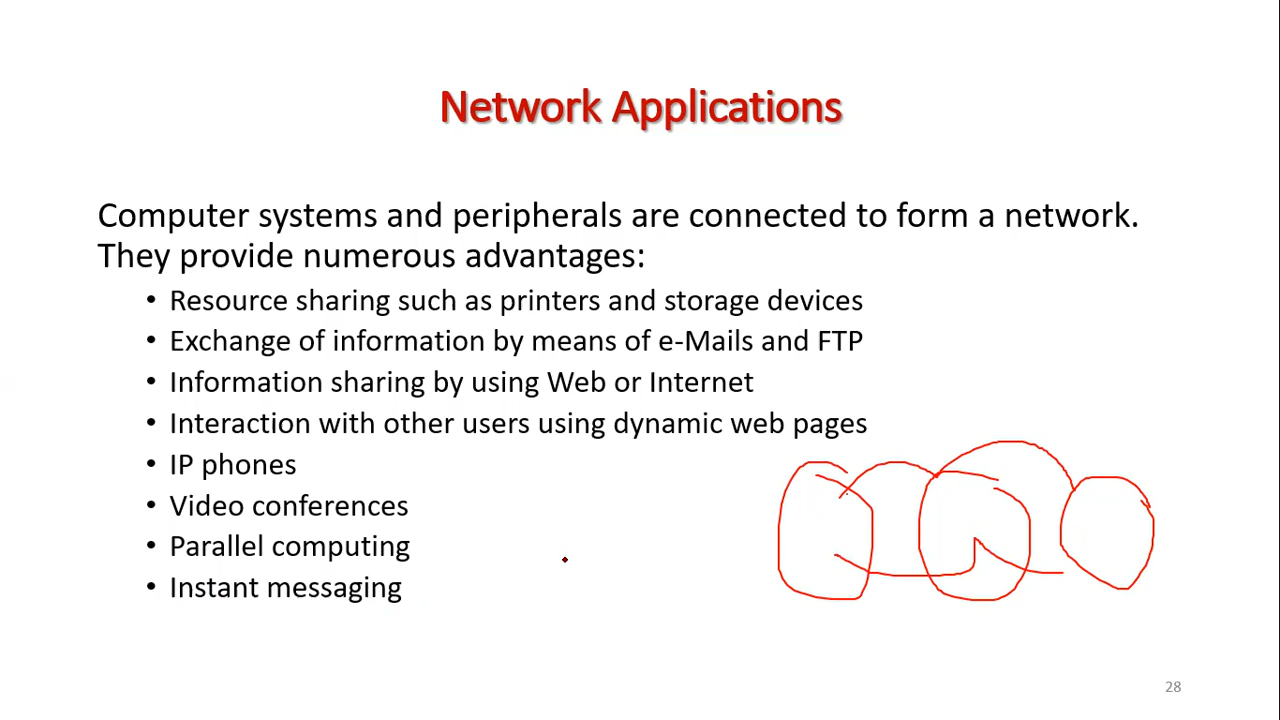 Network Applications
Computer systems and peripherals are connected to form a network.
They provide numerous advantages:
• Resource sharing such as printers and storage devices
• Exchange of information by means of e-Mails and FTP
• Information sharing by using Web or Internet
• Interaction with other users using dynamic web pages
• IP phones
• Video conferences
• Parallel computing
• Instant messaging
28